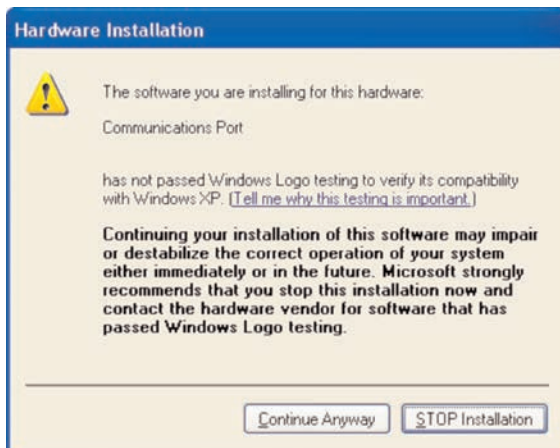 Hardware Installation
The software you are installing for this hardware:
Communications Port
has not passed Windows Logo testing to verify its compatibility
with Windows XP. (Tell me why this testing is important.)
Continuing your installation of this software may impair
or destabilize the correct operation of your system
either immediately or in the future. Microsoft strongly
recommends that you stop this installation now and
contact the hardware vendor for software that has
passed Windows Logo testing.
Continue Anyway
STOP Installation